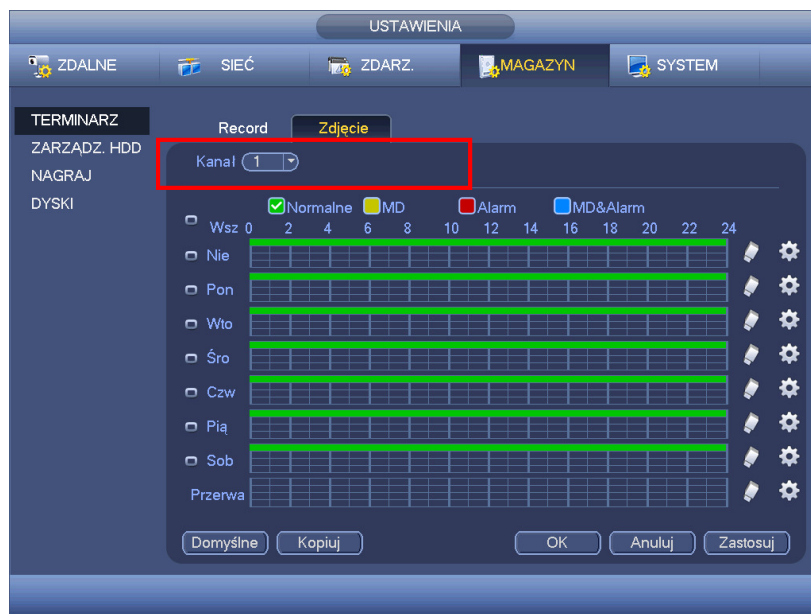 USTAWIENIA
ZDALNE SIEĆ ZDARZ. MAGAZYN SYSTEM
TERMINARZ
ZARZĄDZ. HDD
NAGRAJ
DYSKI
Record Zdjęcie
Kanał 1
Normalne MD Alarm MD&Alarm
Wsz 0 2 4 6 8 10 12 14 16 18 20 22 24
Nie
Pon
Wto
Śro
Czw
Pią
Sob
Przerwa
Domyślne Kopiuj OK Anuluj Zastosuj